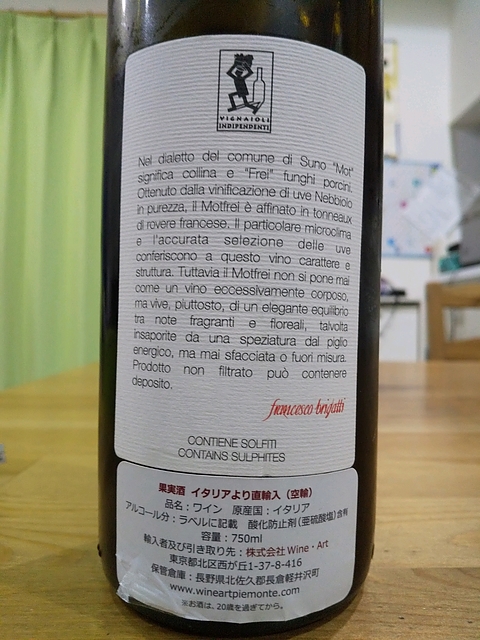 VIGNAIOLI
INDIPENDENTI
Nel dialetto del comune di Suno "Mot"
significa collina e "Frei" funghi porcini.
Ottenuto dalla vinificazione di uve Nebbiolo
in purezza, il Motfrei è affinato in tonneaux
di rovere francese. Il particolare microclima
e l'accurata selezione delle uve
conferiscono a questo vino carattere e
struttura. Tuttavia il Motfrei non si pone mai
come un vino eccessivamente corposo,
ma vive, piuttosto, di un elegante equilibrio
tra note fragranti e floreali, talvolta
insaporite da una speziatura dal piglio
energico, ma mai sfacciata o fuori misura.
Prodotto non filtrato può contenere
deposito.
francesco brigatti
CONTIENE SOLFITI
CONTAINS SULPHITES
果実酒 イタリアより直輸入（空輸）
品名：ワイン 原産国：イタリア
アルコール分：ラベルに記載 酸化防止剤（亜硫酸塩）含有
容量：750ml
輸入者及び引き取り先：株式会社 Wine・Art
東京都北区西が丘1-37-8-416
保管倉庫：長野県北佐久郡長倉軽井沢町
www.wineartpiemonte.com
※お酒は、20歳を過ぎてから。